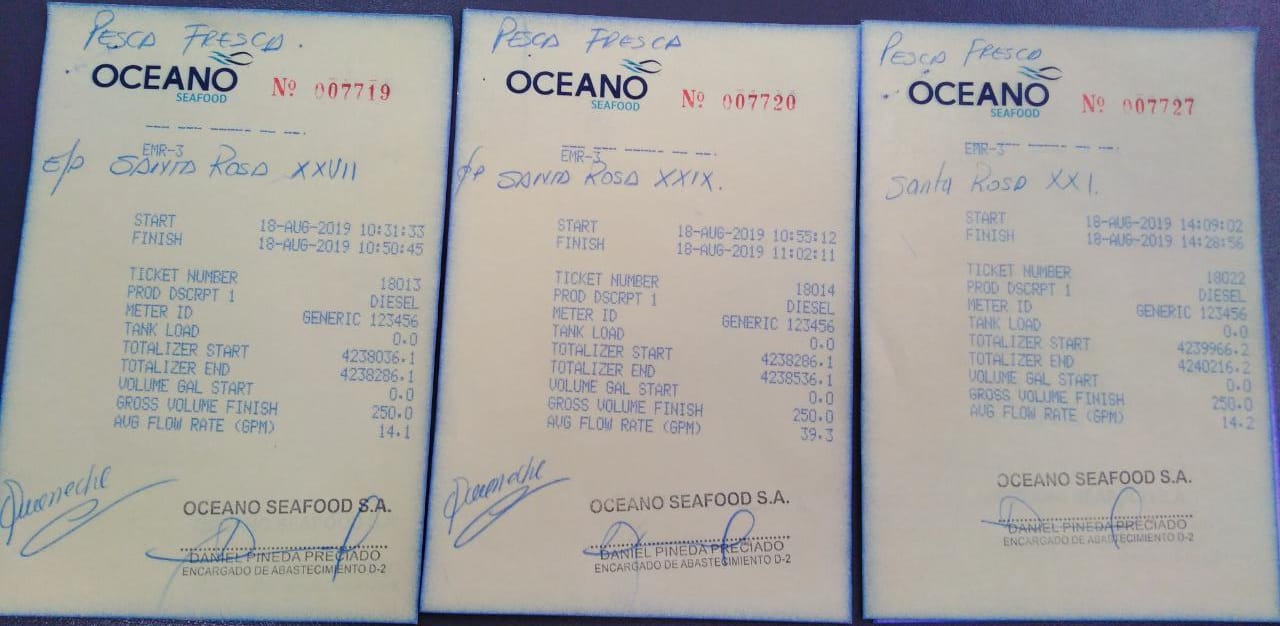 PESCA FRESCA.
OCEANO
SEAFOOD
Nº 007719
EMR-3
E/P SANTA ROSA XXVII
START 18-AUG-2019 10:31:33
FINISH 18-AUG-2019 10:50:45
TICKET NUMBER 18013
PROD DSCRPT 1 DIESEL
METER ID GENERIC 123456
TANK LOAD 0.0
TOTALIZER START 4238036.1
TOTALIZER END 4238286.1
VOLUME GAL START 0.0
GROSS VOLUME FINISH 250.0
AVG FLOW RATE (GPM) 14.1
OCEANO SEAFOOD S.A.
DANIEL PINEDA PRECIADO
ENCARGADO DE ABASTECIMIENTO D-2
PESCA FRESCA
OCEANO
SEAFOOD
Nº 007720
EMR-3
E/P SANTA ROSA XXIX.
START 18-AUG-2019 10:55:12
FINISH 18-AUG-2019 11:02:11
TICKET NUMBER 18014
PROD DSCRPT 1 DIESEL
METER ID GENERIC 123456
TANK LOAD 0.0
TOTALIZER START 4238286.1
TOTALIZER END 4238536.1
VOLUME GAL START 0.0
GROSS VOLUME FINISH 250.0
AVG FLOW RATE (GPM) 39.3
OCEANO SEAFOOD S.A.
DANIEL PINEDA PRECIADO
ENCARGADO DE ABASTECIMIENTO D-2
PESCA FRESCA
OCEANO
SEAFOOD
Nº 007727
EMR-3
Santa ROSA XXI.
START 18-AUG-2019 14:09:02
FINISH 18-AUG-2019 14:28:56
TICKET NUMBER 18022
PROD DSCRPT 1 DIESEL
METER ID GENERIC 123456
TANK LOAD 0.0
TOTALIZER START 4239966.2
TOTALIZER END 4240216.2
VOLUME GAL START 0.0
GROSS VOLUME FINISH 250.0
AVG FLOW RATE (GPM) 14.2
OCEANO SEAFOOD S.A.
DANIEL PINEDA PRECIADO
ENCARGADO DE ABASTECIMIENTO D-2